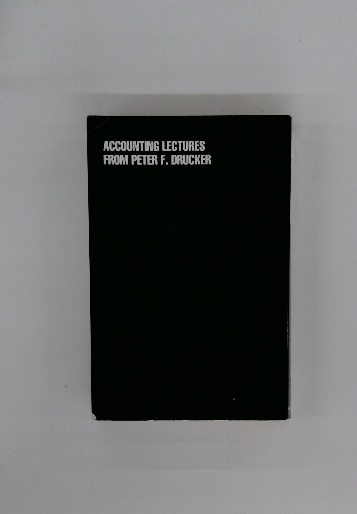 ACCOUNTING LECTURES
FROM PETER F. DRUCKER